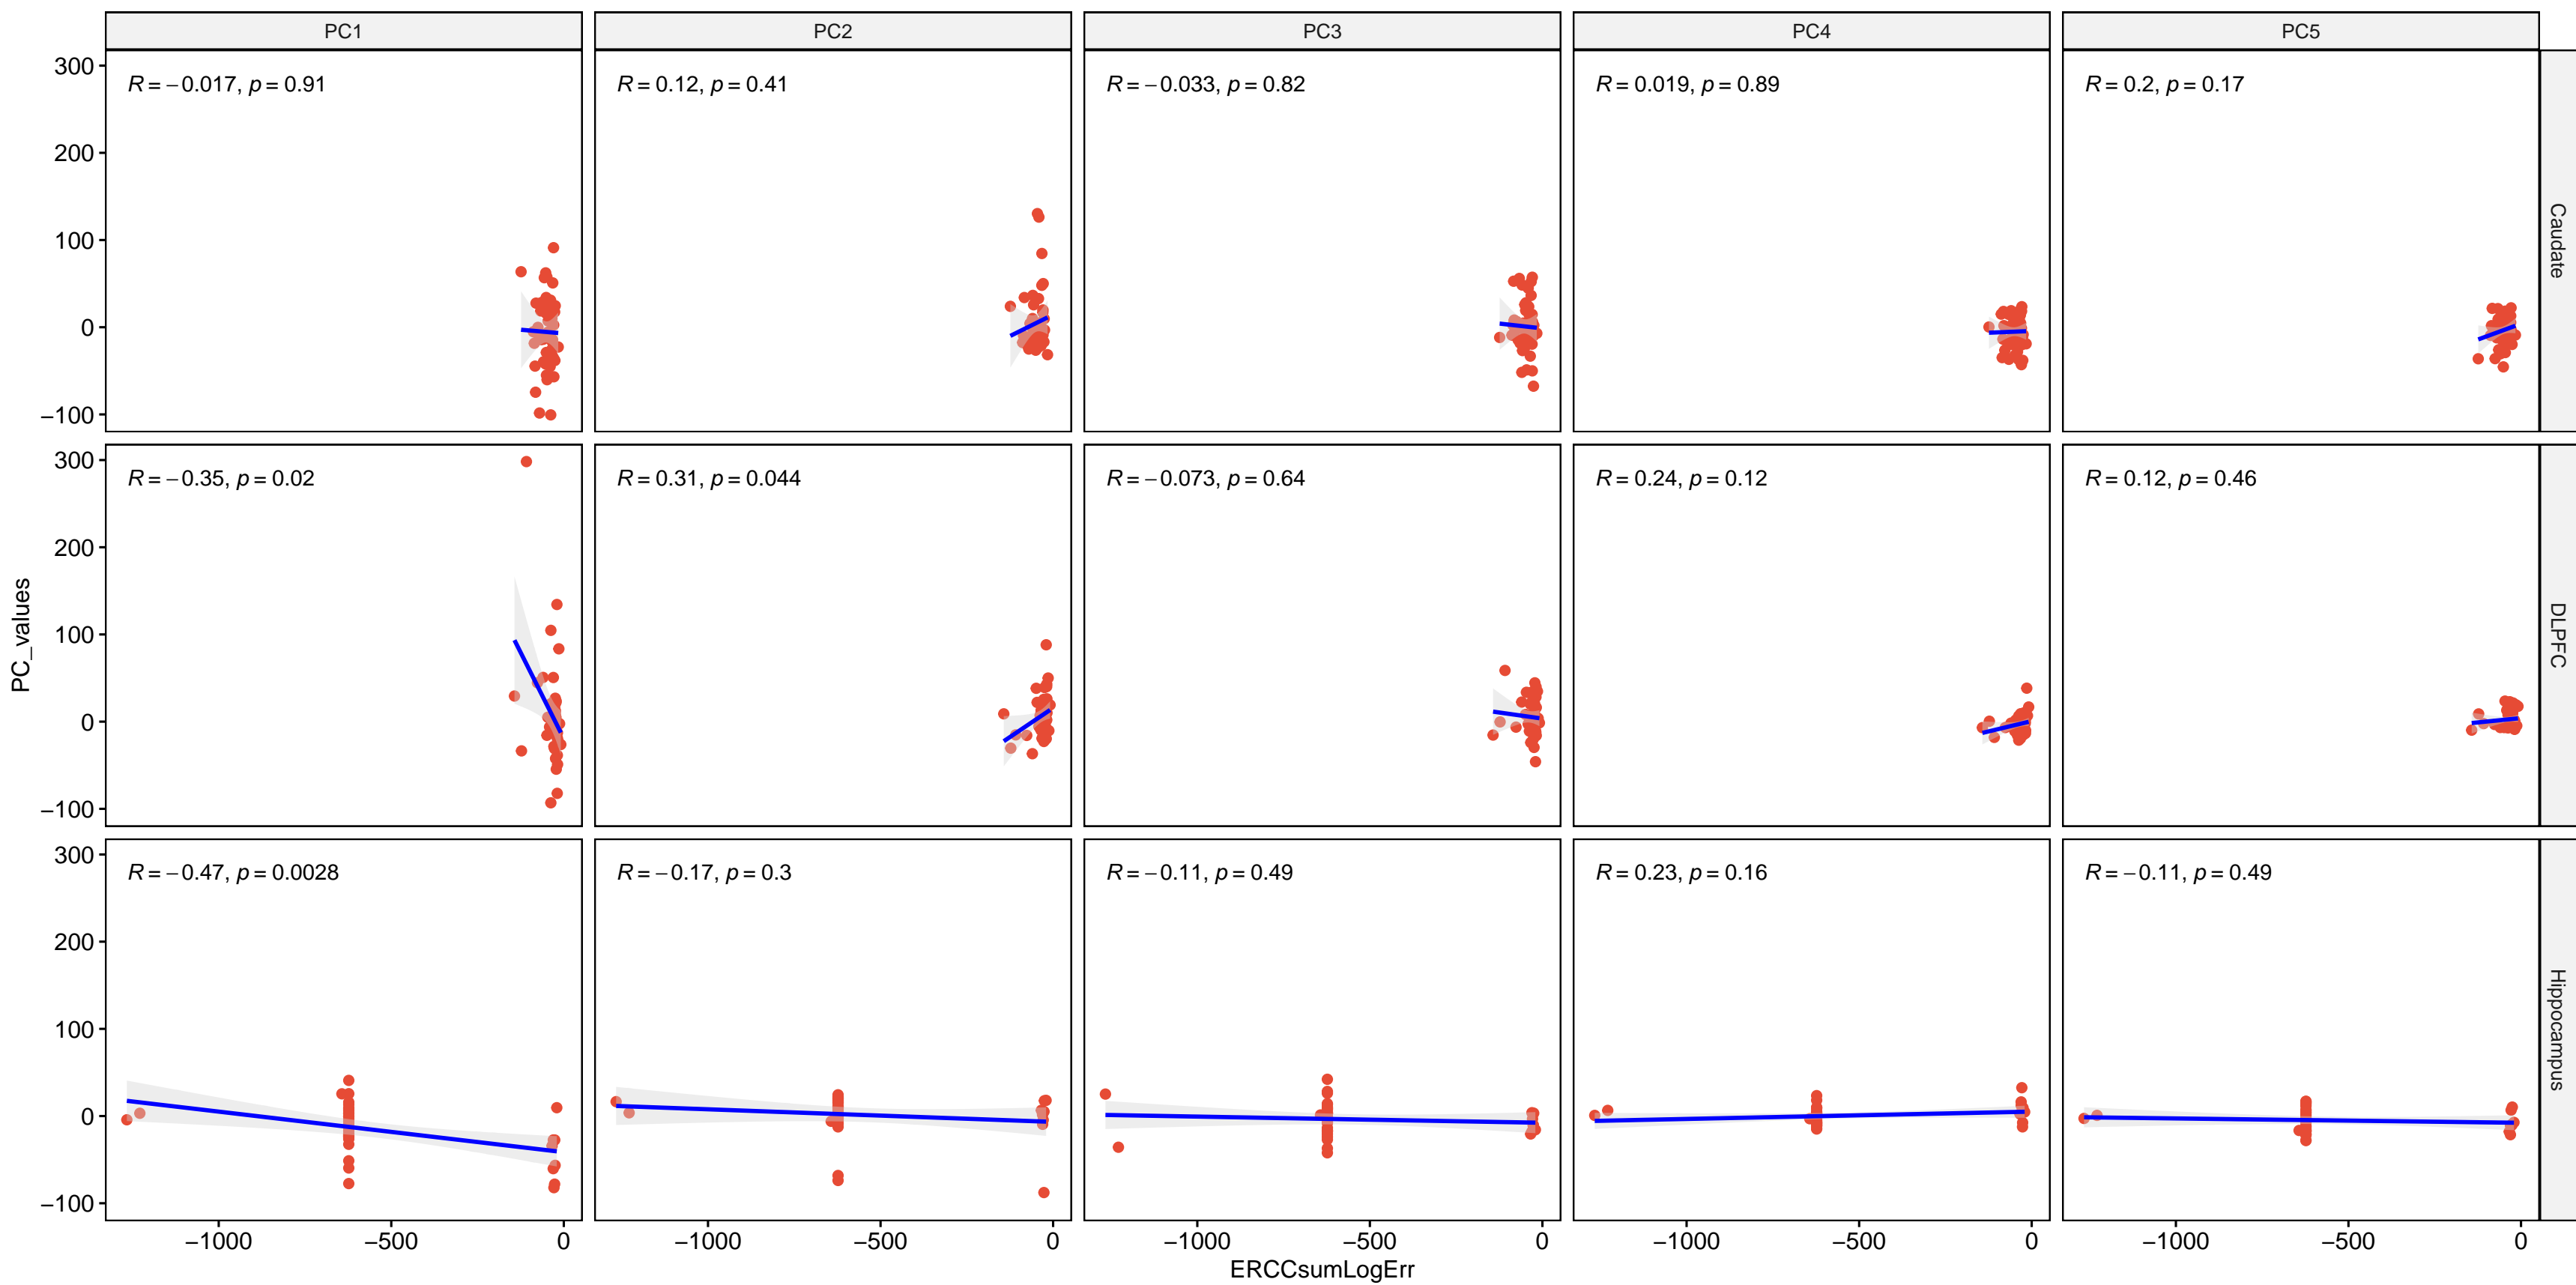 PC1 PC2 PC3 PC4 PC5
300
R = −0.017, p = 0.91 R = 0.12, p = 0.41 R = −0.033, p = 0.82 R = 0.019, p = 0.89 R = 0.2, p = 0.17
200
Caudate
100
0
−100
300
R = −0.35, p = 0.02 R = 0.31, p = 0.044 R = −0.073, p = 0.64 R = 0.24, p = 0.12 R = 0.12, p = 0.46
200
PC_values
DLPFC
100
0
−100
300
R = −0.47, p = 0.0028 R = −0.17, p = 0.3 R = −0.11, p = 0.49 R = 0.23, p = 0.16 R = −0.11, p = 0.49
200
Hippocampus
100
0
−100
−1000 −500 0 −1000 −500 0 −1000 −500 0 −1000 −500 0 −1000 −500 0
ERCCsumLogErr